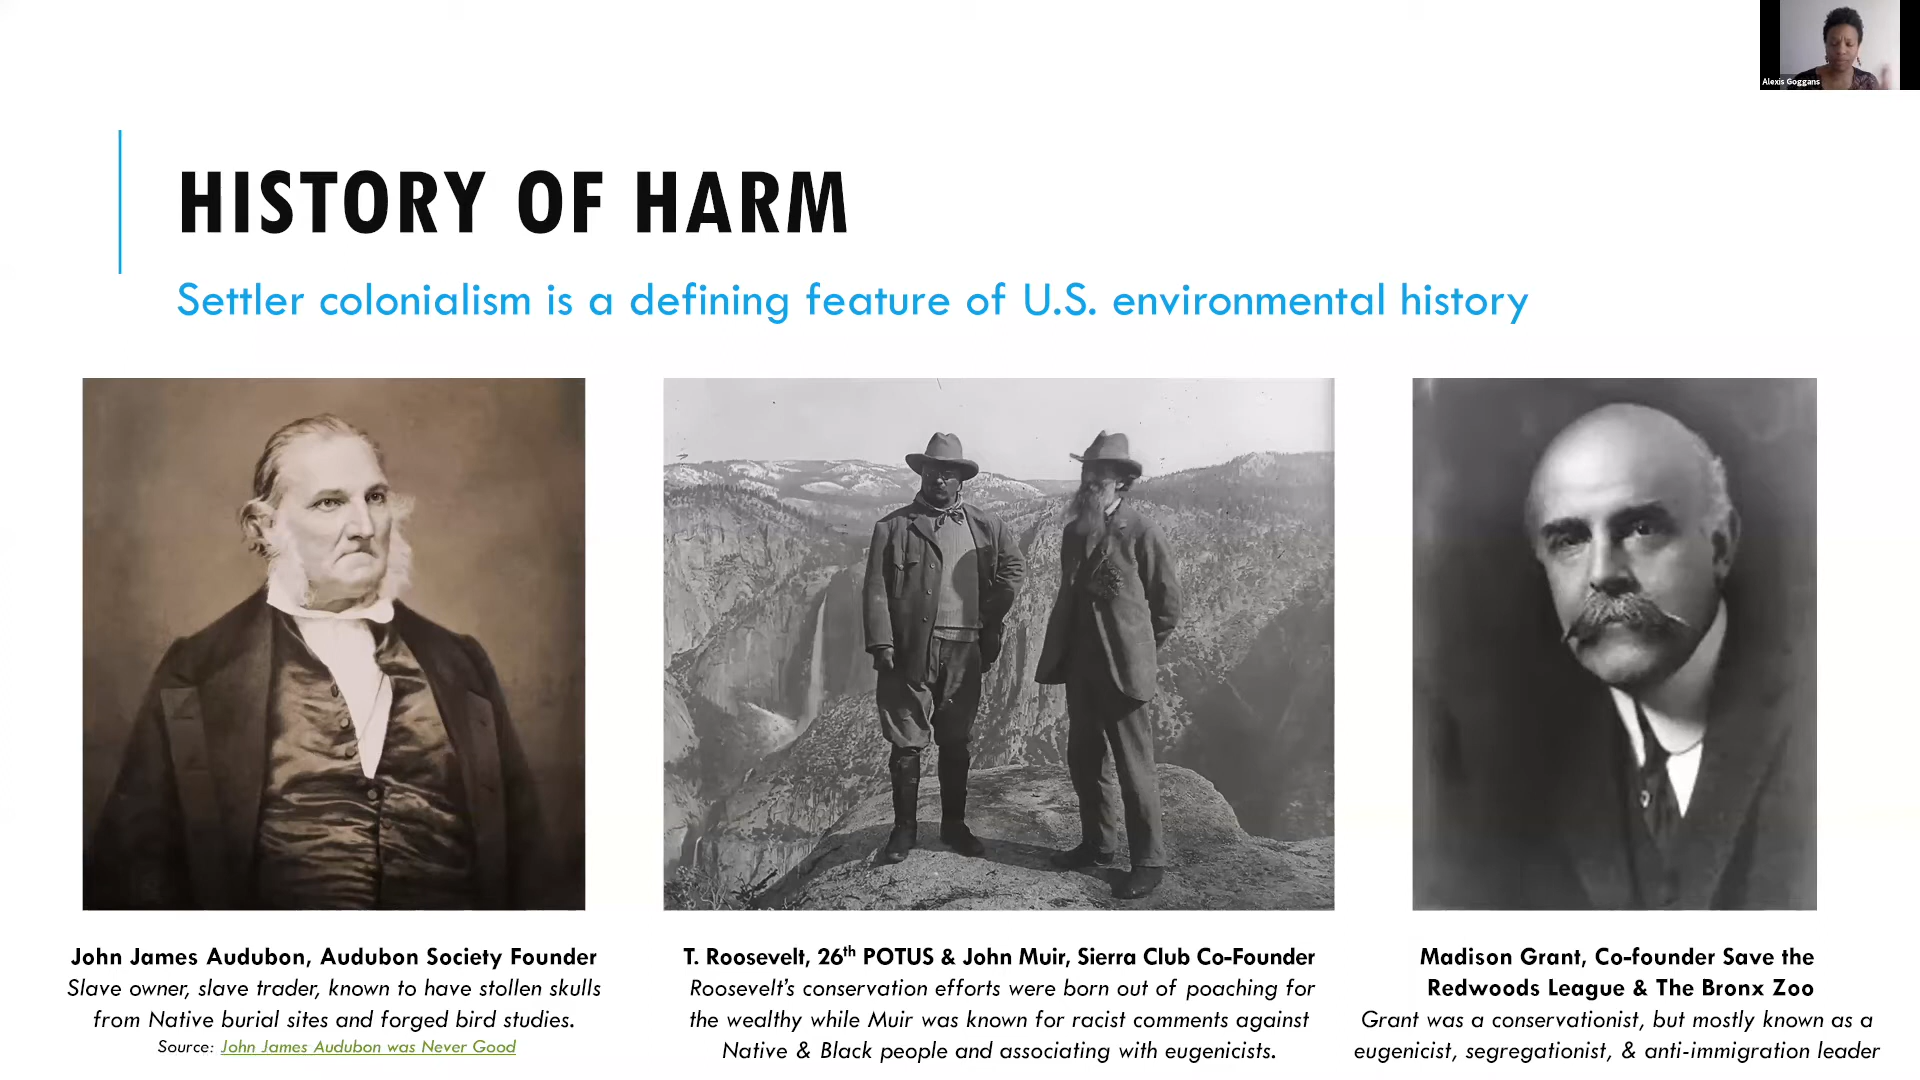 Alexis Goggans
HISTORY OF HARM
Settler colonialism is a defining feature of U.S. environmental history
John James Audubon, Audubon Society Founder
Slave owner, slave trader, known to have stollen skulls
from Native burial sites and forged bird studies.
Source: John James Audubon was Never Good
T. Roosevelt, 26th POTUS & John Muir, Sierra Club Co-Founder
Roosevelt's conservation efforts were born out of poaching for
the wealthy while Muir was known for racist comments against
Native & Black people and associating with eugenicists.
Madison Grant, Co-founder Save the
Redwoods League & The Bronx Zoo
Grant was a conservationist, but mostly known as a
eugenicist, segregationist, & anti-immigration leader